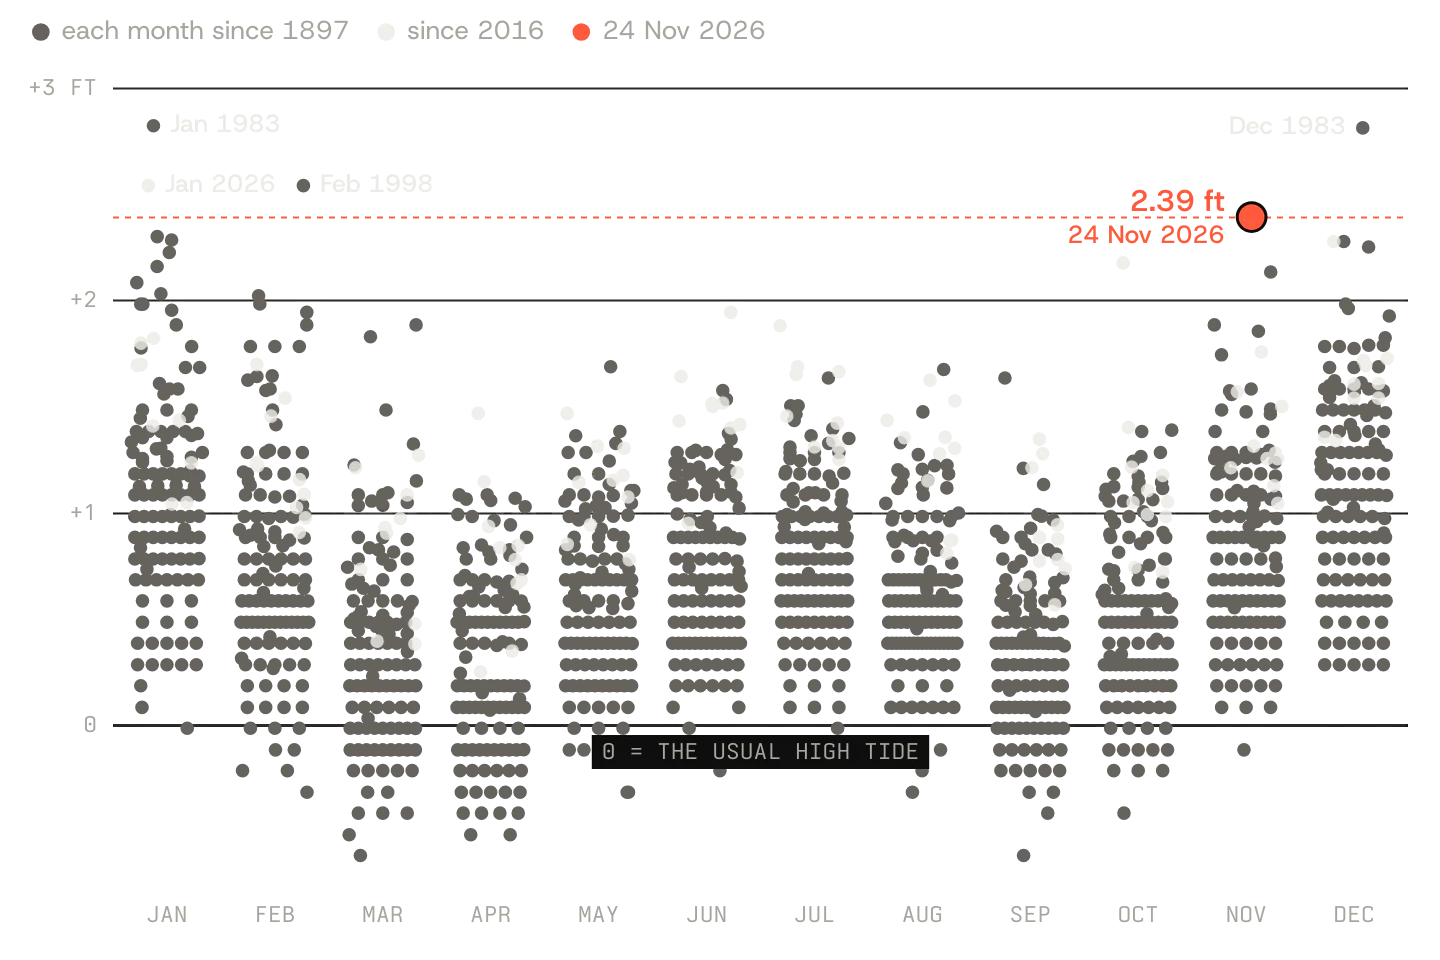 each month since 1897 since 2016 24 Nov 2026
+3 FT
Jan 1983
Dec 1983
Jan 2026 Feb 1998
2.39 ft
24 Nov 2026
+2
+1
0
0 = THE USUAL HIGH TIDE
JAN FEB MAR APR MAY JUN JUL AUG SEP OCT NOV DEC